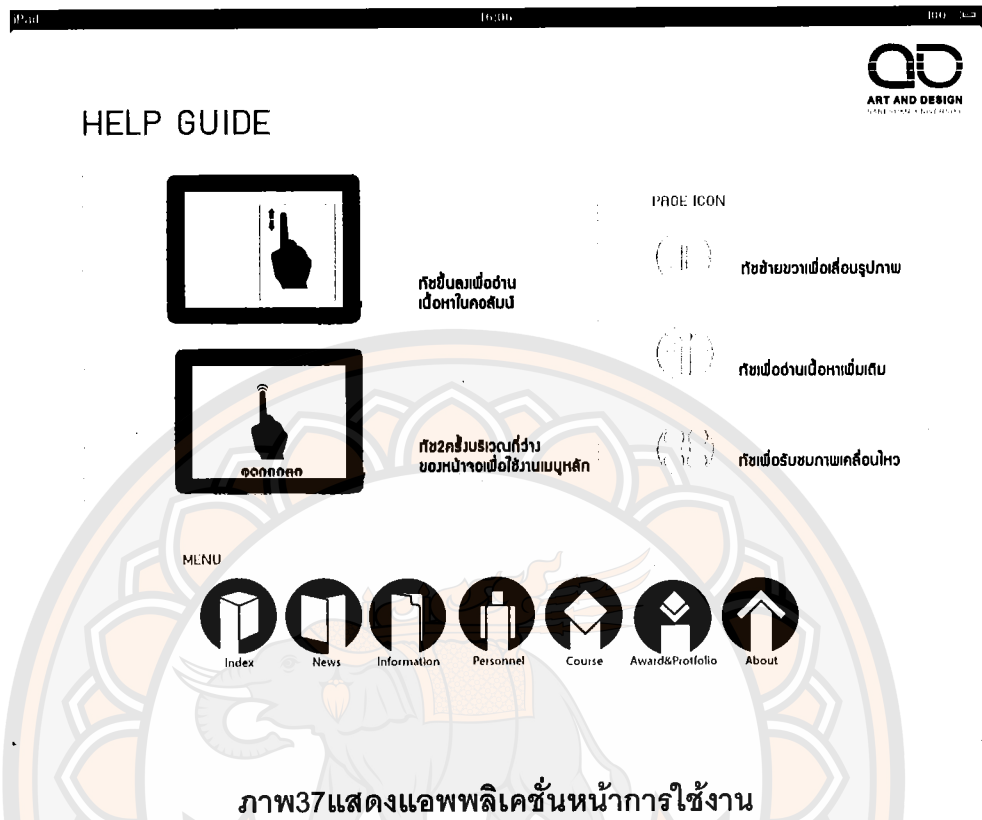 iPad 16:06 100
ART AND DESIGN
HELP GUIDE
ทัชขึ้นลงเพื่ออ่าน
เนื้อหาในคอลัมน์
ทัช2ครั้งบริเวณที่ว่าง
ของหน้าจอเพื่อใช้งานเมนูหลัก
PAGE ICON
ทัชซ้ายขวาเพื่อเลื่อนรูปภาพ
ทัชเพื่ออ่านเนื้อหาเพิ่มเติม
ทัชเพื่อรับชมภาพเคลื่อนไหว
MENU
Index News Information Personnel Course Award&Protfolio About
ภาพ37แสดงแอพพลิเคชั่นหน้าการใช้งาน